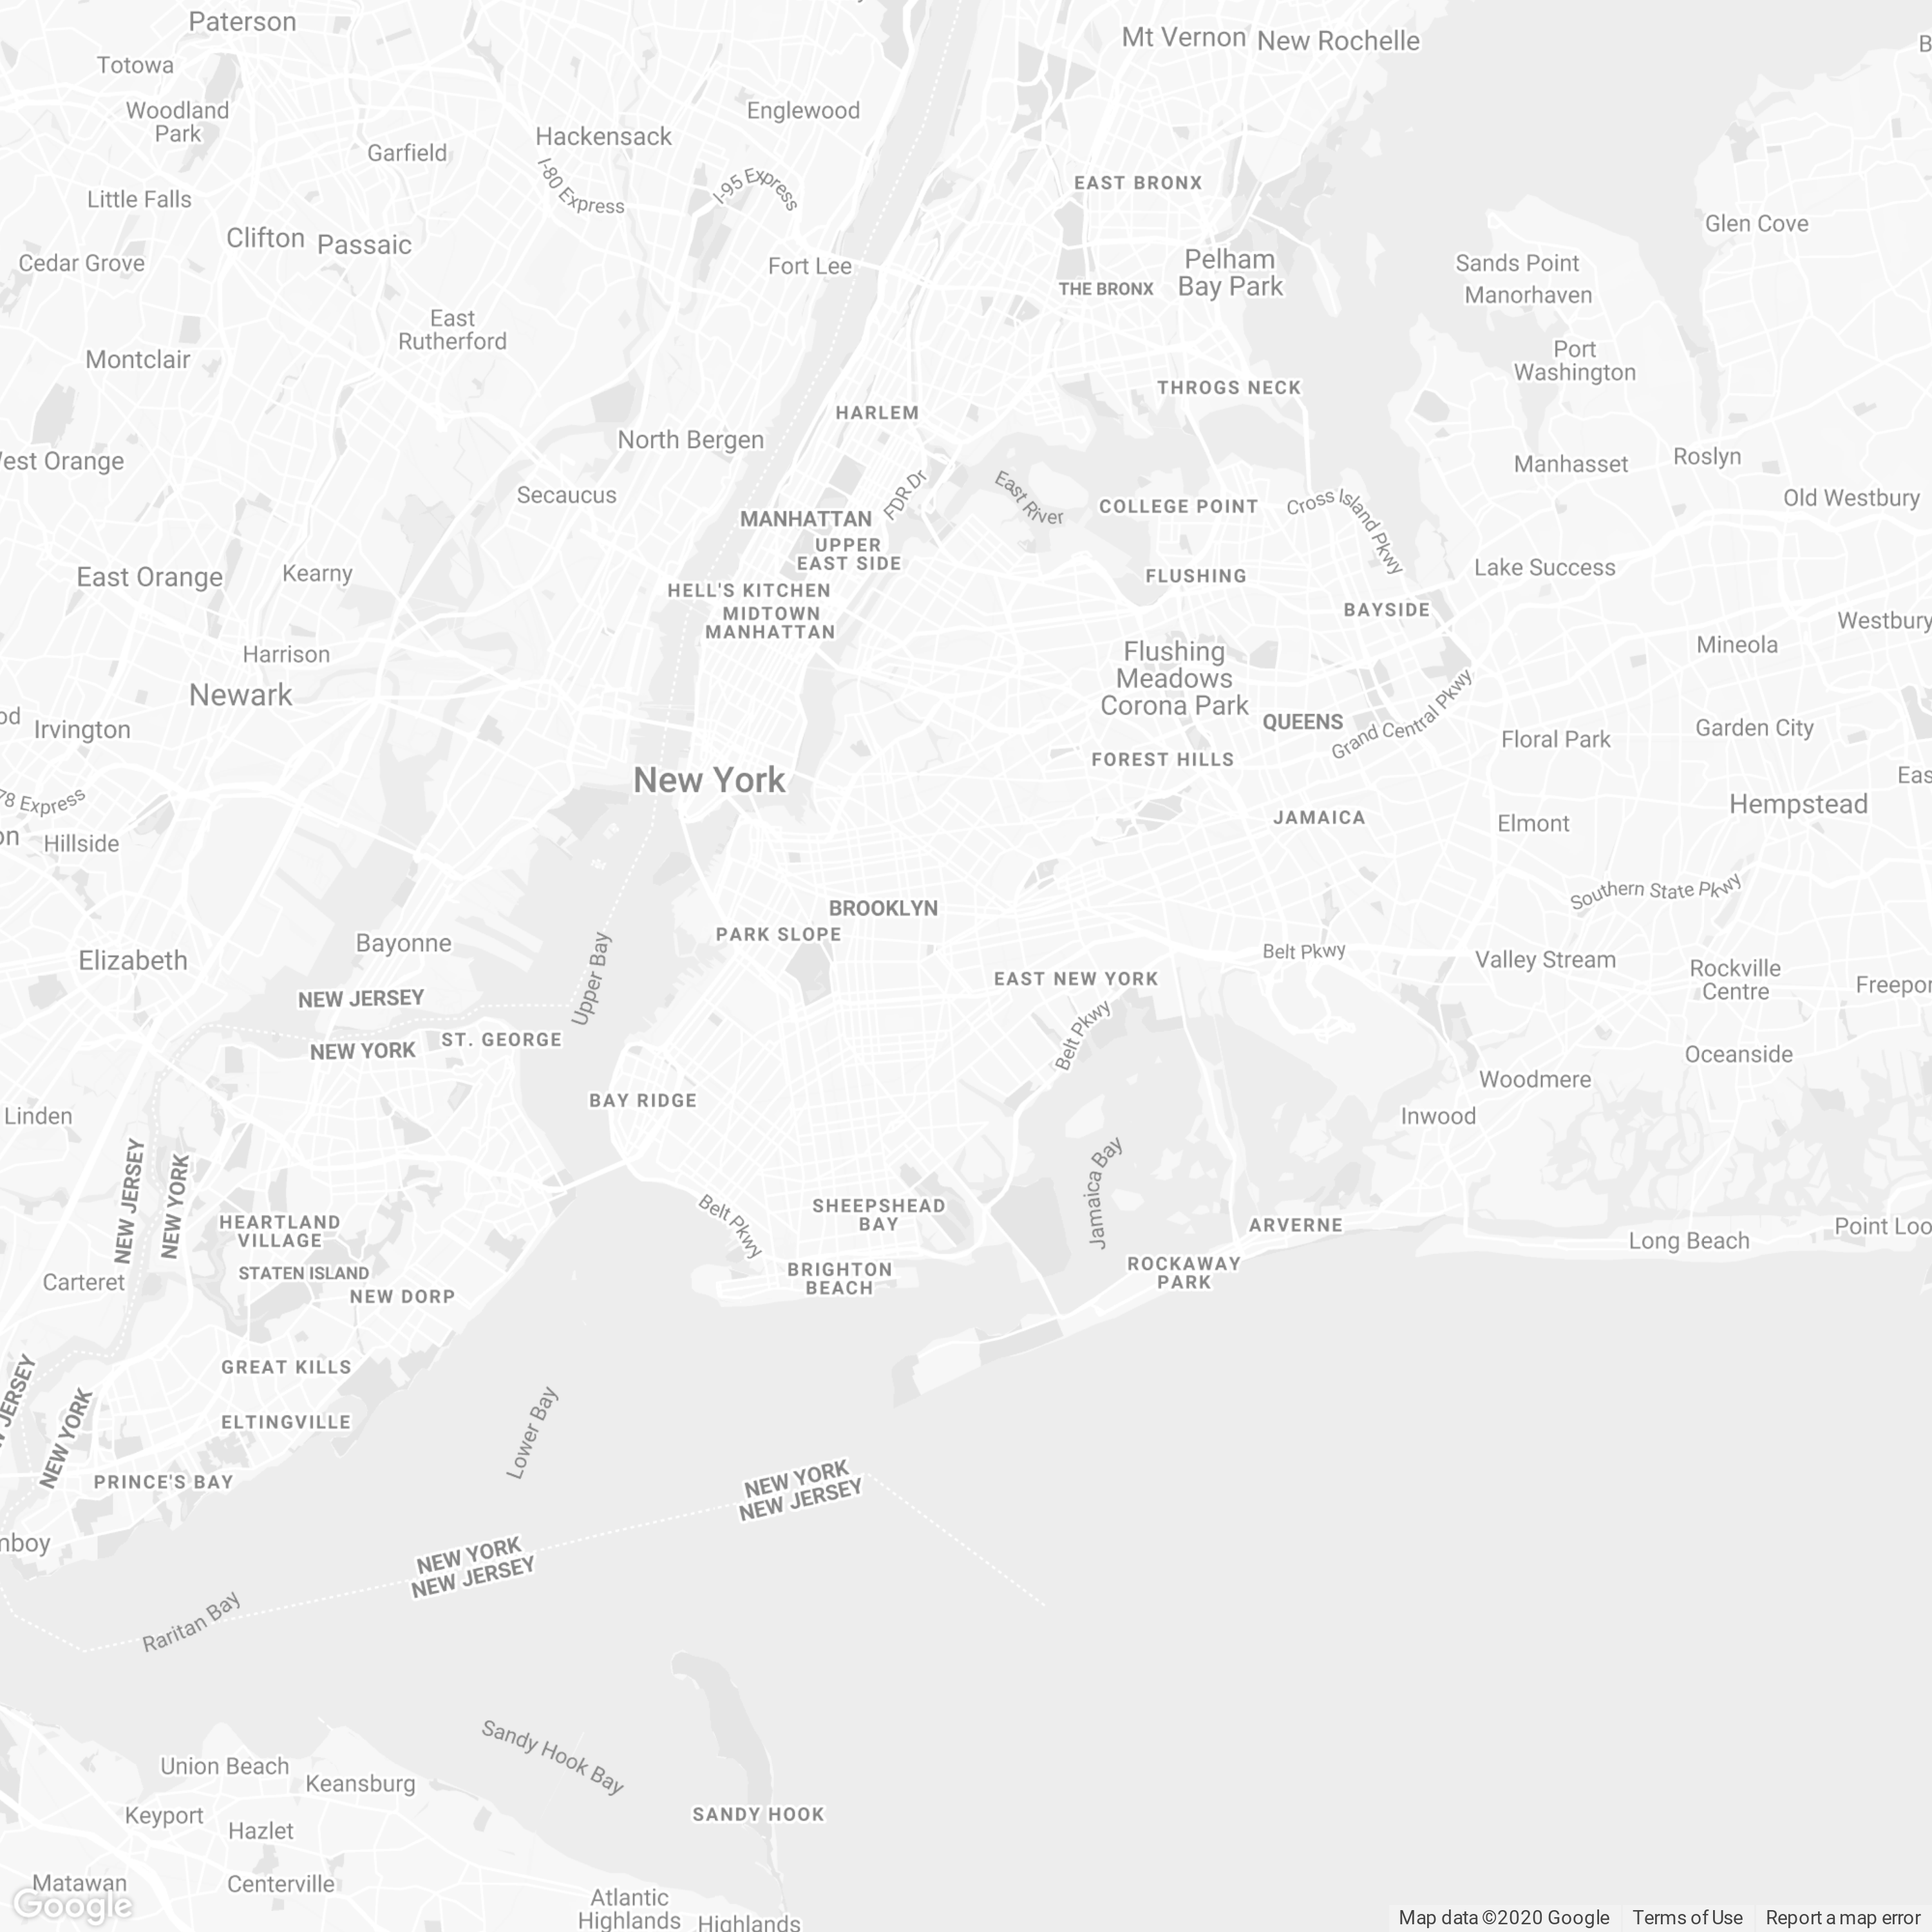 Paterson
Mt Vernon
New Rochelle
Totowa
Woodland
Park
Englewood
Hackensack
Garfield
I-80 Express
I-95 Express
EAST BRONX
Little Falls
Glen Cove
Clifton
Passaic
Cedar Grove
Fort Lee
Pelham
Bay Park
THE BRONX
Sands Point
Manorhaven
East
Rutherford
Montclair
Port
Washington
THROGS NECK
HARLEM
North Bergen
est Orange
Manhasset
Roslyn
Secaucus
FDR Dr
East River
COLLEGE POINT
Cross Island Pkwy
Old Westbury
MANHATTAN
UPPER
EAST SIDE
East Orange
Kearny
FLUSHING
Lake Success
HELL'S KITCHEN
MIDTOWN
MANHATTAN
BAYSIDE
Westbury
Harrison
Mineola
Flushing
Meadows
Corona Park
Newark
od
Irvington
QUEENS
Grand Central Pkwy
Floral Park
Garden City
FOREST HILLS
New York
78 Express
Eas
Hempstead
on
Hillside
JAMAICA
Elmont
Southern State Pkwy
BROOKLYN
PARK SLOPE
Bayonne
Elizabeth
Upper Bay
Belt Pkwy
Valley Stream
Rockville
Centre
EAST NEW YORK
Freepor
NEW JERSEY
NEW YORK
ST. GEORGE
Belt Pkwy
Oceanside
Woodmere
BAY RIDGE
Linden
Inwood
NEW JERSEY
NEW YORK
Jamaica Bay
Belt Pkwy
SHEEPSHEAD
BAY
HEARTLAND
VILLAGE
ARVERNE
Point Loo
Long Beach
STATEN ISLAND
Carteret
NEW DORP
BRIGHTON
BEACH
ROCKAWAY
PARK
GREAT KILLS
JERSEY
NEW YORK
ELTINGVILLE
Lower Bay
PRINCE'S BAY
NEW YORK
NEW JERSEY
mboy
NEW YORK
NEW JERSEY
Raritan Bay
Sandy Hook Bay
Union Beach
Keansburg
Keyport
Hazlet
SANDY HOOK
Matawan
Centerville
Atlantic
Highlands
Highlands
Google
Map data ©2020 Google
Terms of Use
Report a map error